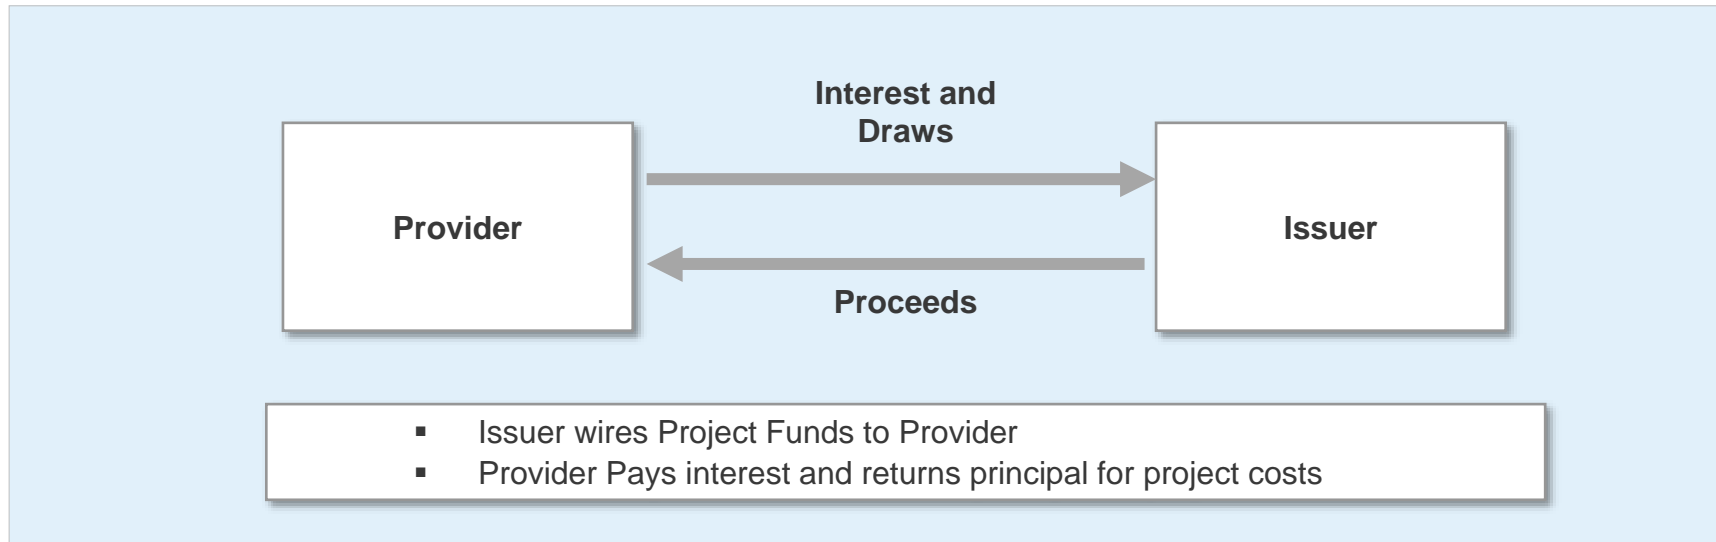 Interest and
Draws
Provider
Issuer
Proceeds
▪ Issuer wires Project Funds to Provider
▪ Provider Pays interest and returns principal for project costs